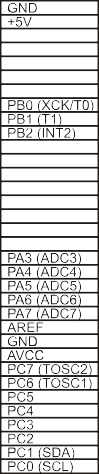 GND
+5V
PB0 (XCK/T0)
PB1 (T1)
PB2 (INT2)
PA3 (ADC3)
PA4 (ADC4)
PA5 (ADC5)
PA6 (ADC6)
PA7 (ADC7)
AREF
GND
AVCC
PC7 (TOSC2)
PC6 (TOSC1)
PC5
PC4
PC3
PC2
PC1 (SDA)
PC0 (SCL)